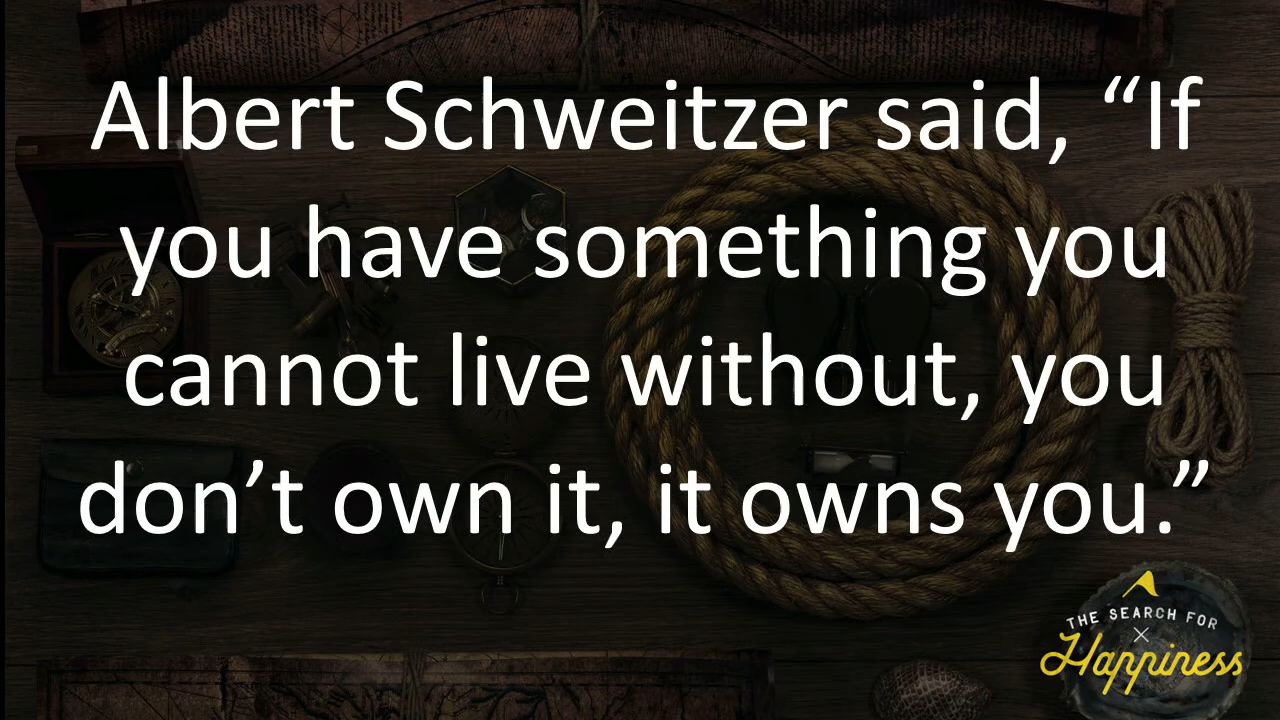 Albert Schweitzer said, “If
you have something you
cannot live without, you
don’t own it, it owns you.”
THE SEARCH FOR
Happiness